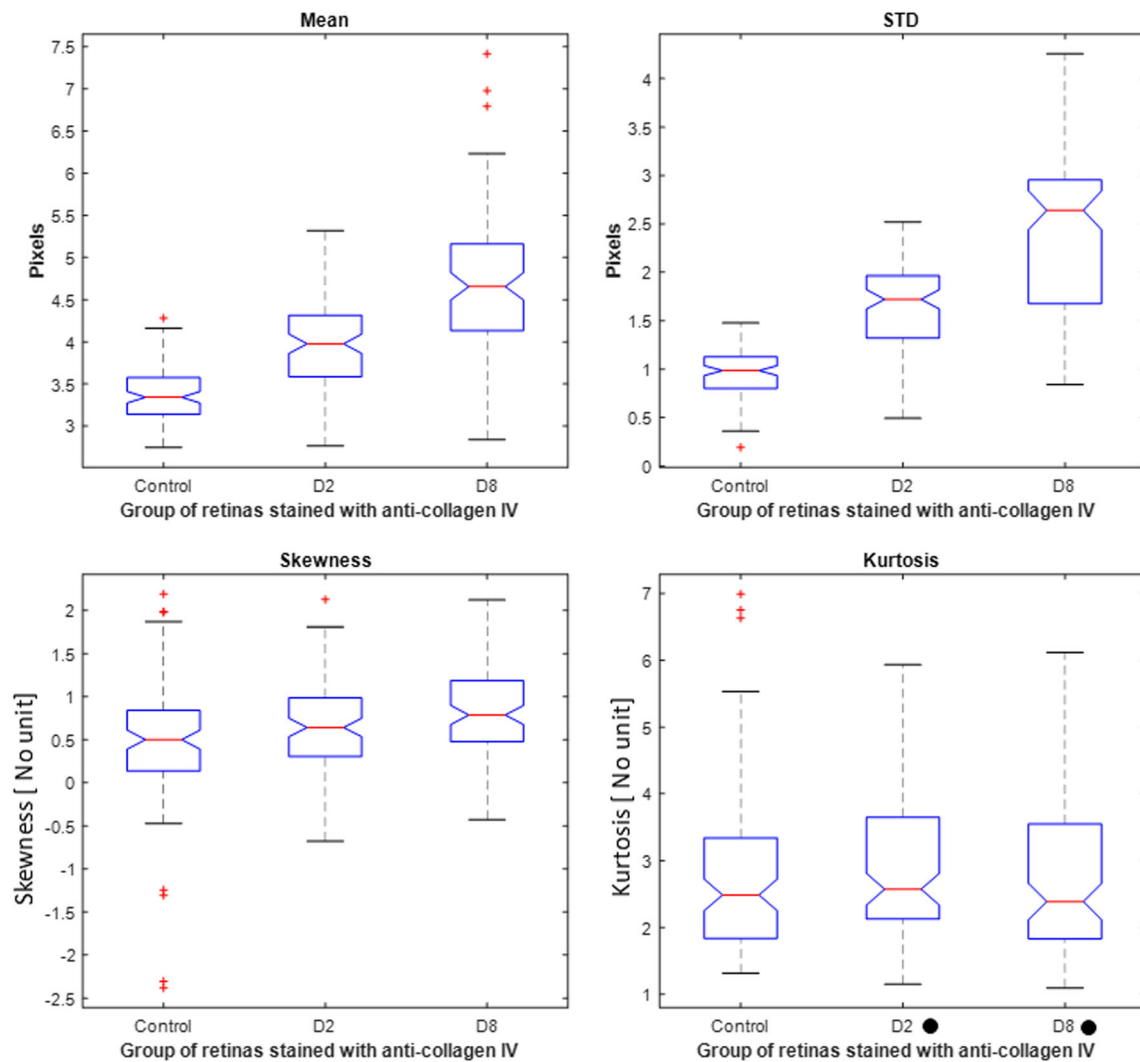 Mean
7.5
7
6.5
6
5.5
5
4.5
4
3.5
3
Pixels
Control D2 D8
Group of retinas stained with anti-collagen IV
STD
4
3.5
3
2.5
2
1.5
1
0.5
0
Pixels
Control D2 D8
Group of retinas stained with anti-collagen IV
Skewness
2
1.5
1
0.5
0
-0.5
-1
-1.5
-2
-2.5
Skewness [ No unit]
Control D2 D8
Group of retinas stained with anti-collagen IV
Kurtosis
7
6
5
4
3
2
1
Kurtosis [ No unit]
Control D2 ● D8 ●
Group of retinas stained with anti-collagen IV